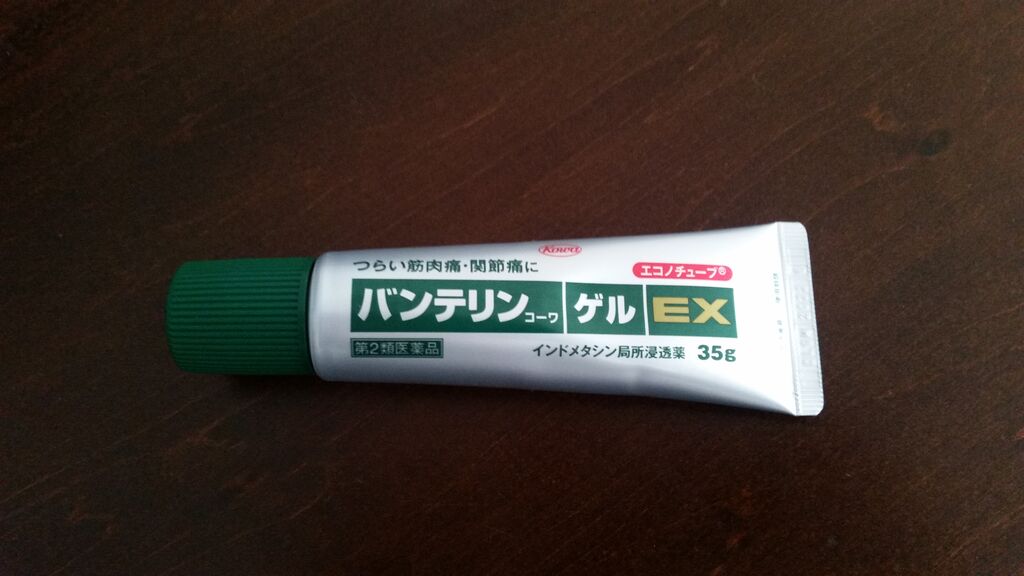 Kowa
つらい筋肉痛・関節痛に
エコノチューブ®
バンテリンコーワ ゲル EX
第2類医薬品
インドメタシン局所浸透薬 35g